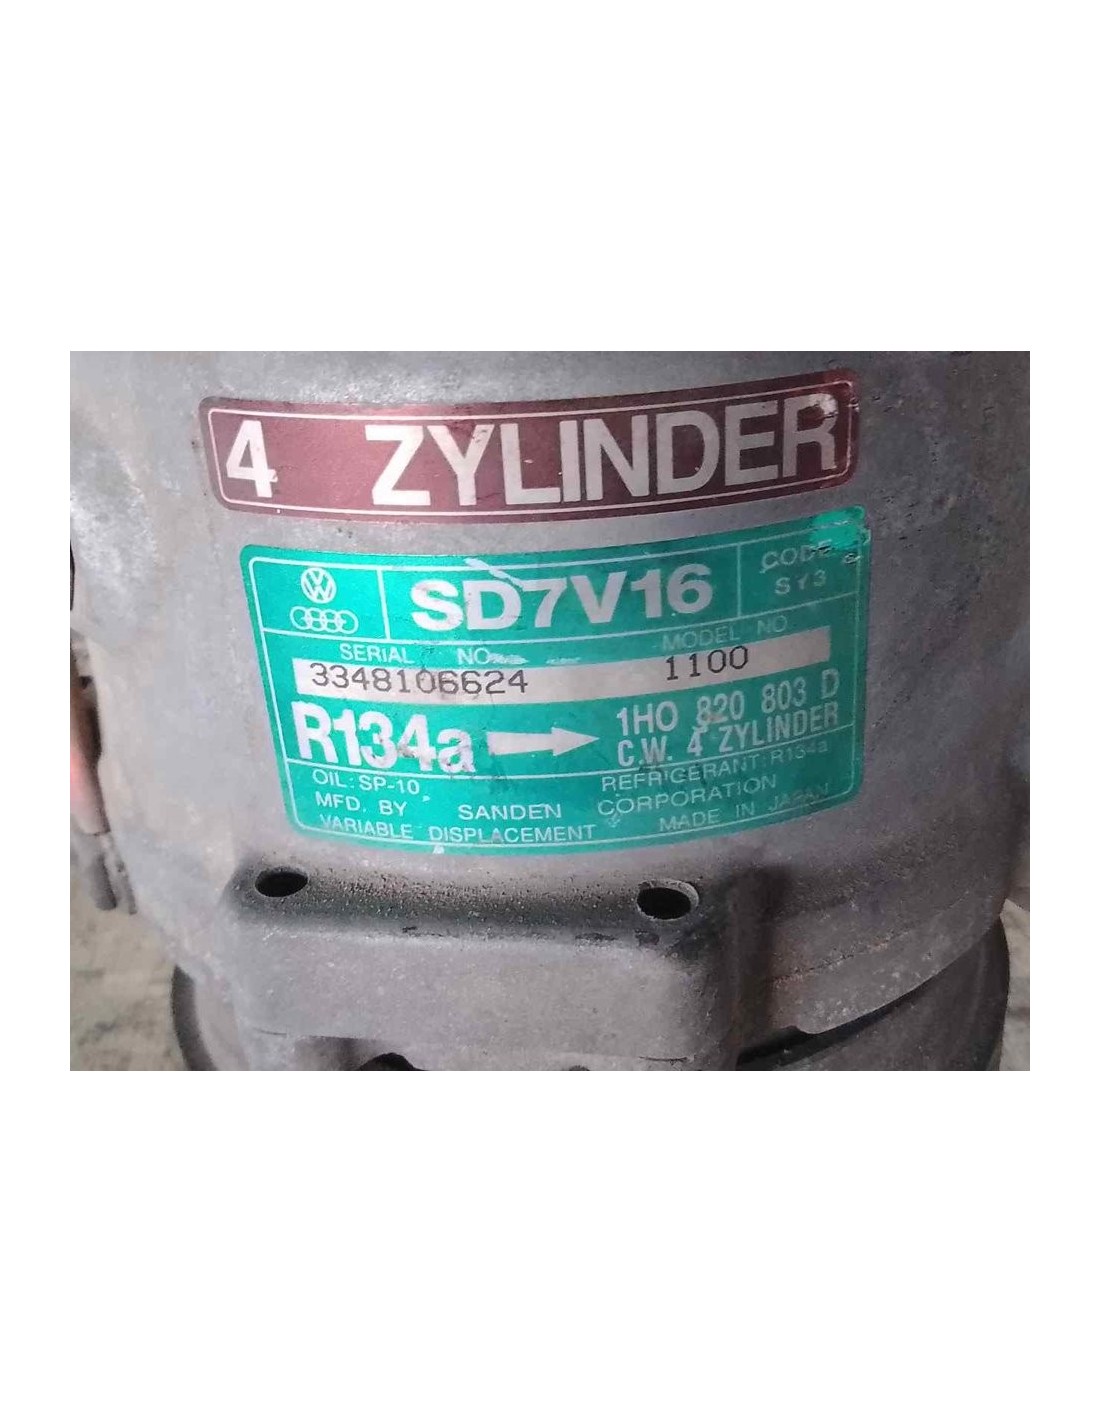 4 ZYLINDER
SD7V16
CODE
SERIAL NO.
MODEL NO.
3348106624
1100
R134a
1HO 820 803 D
C.W. 4 ZYLINDER
OIL: SP-10
REFRIGERANT: R134a
MFD. BY SANDEN CORPORATION
VARIABLE DISPLACEMENT
MADE IN JAPAN